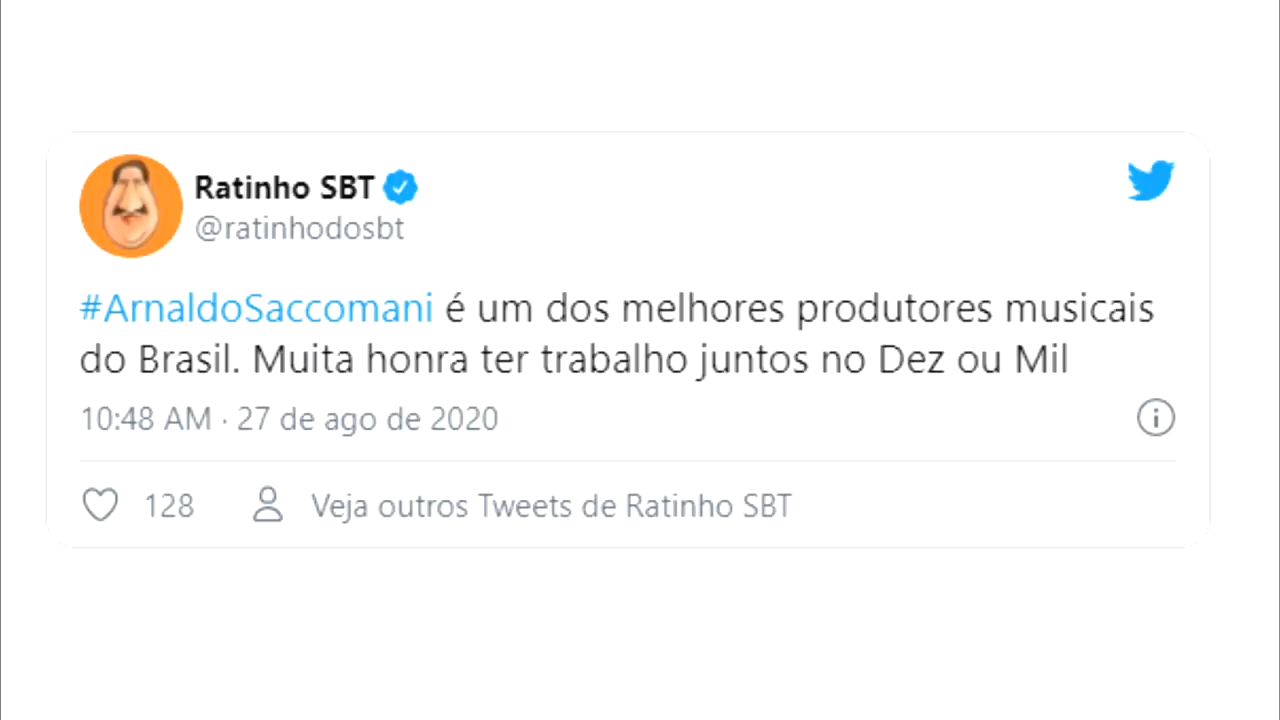 Ratinho SBT
@ratinhodosbt
#ArnaldoSaccomani é um dos melhores produtores musicais
do Brasil. Muita honra ter trabalho juntos no Dez ou Mil
10:48 AM · 27 de ago de 2020
128 Veja outros Tweets de Ratinho SBT